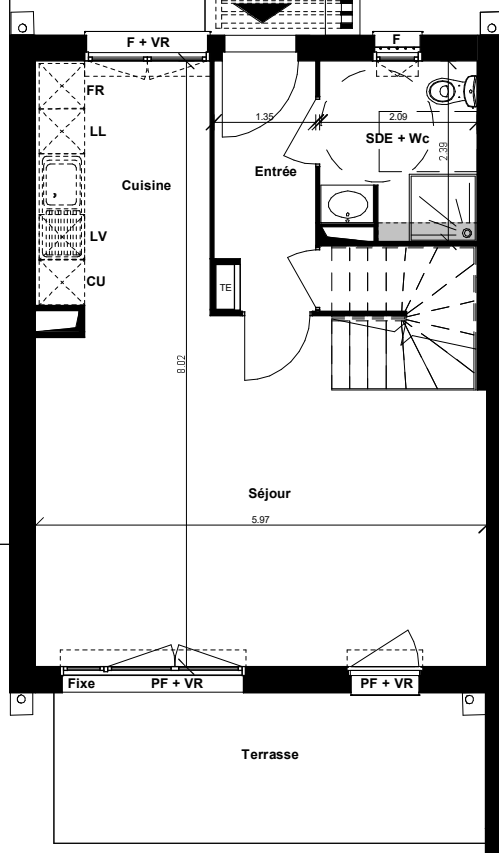 F + VR
F
FR
1.35
2.09
LL
SDE + Wc
2.39
Entrée
Cuisine
LV
CU
TE
8.02
Séjour
5.97
Fixe
PF + VR
PF + VR
Terrasse